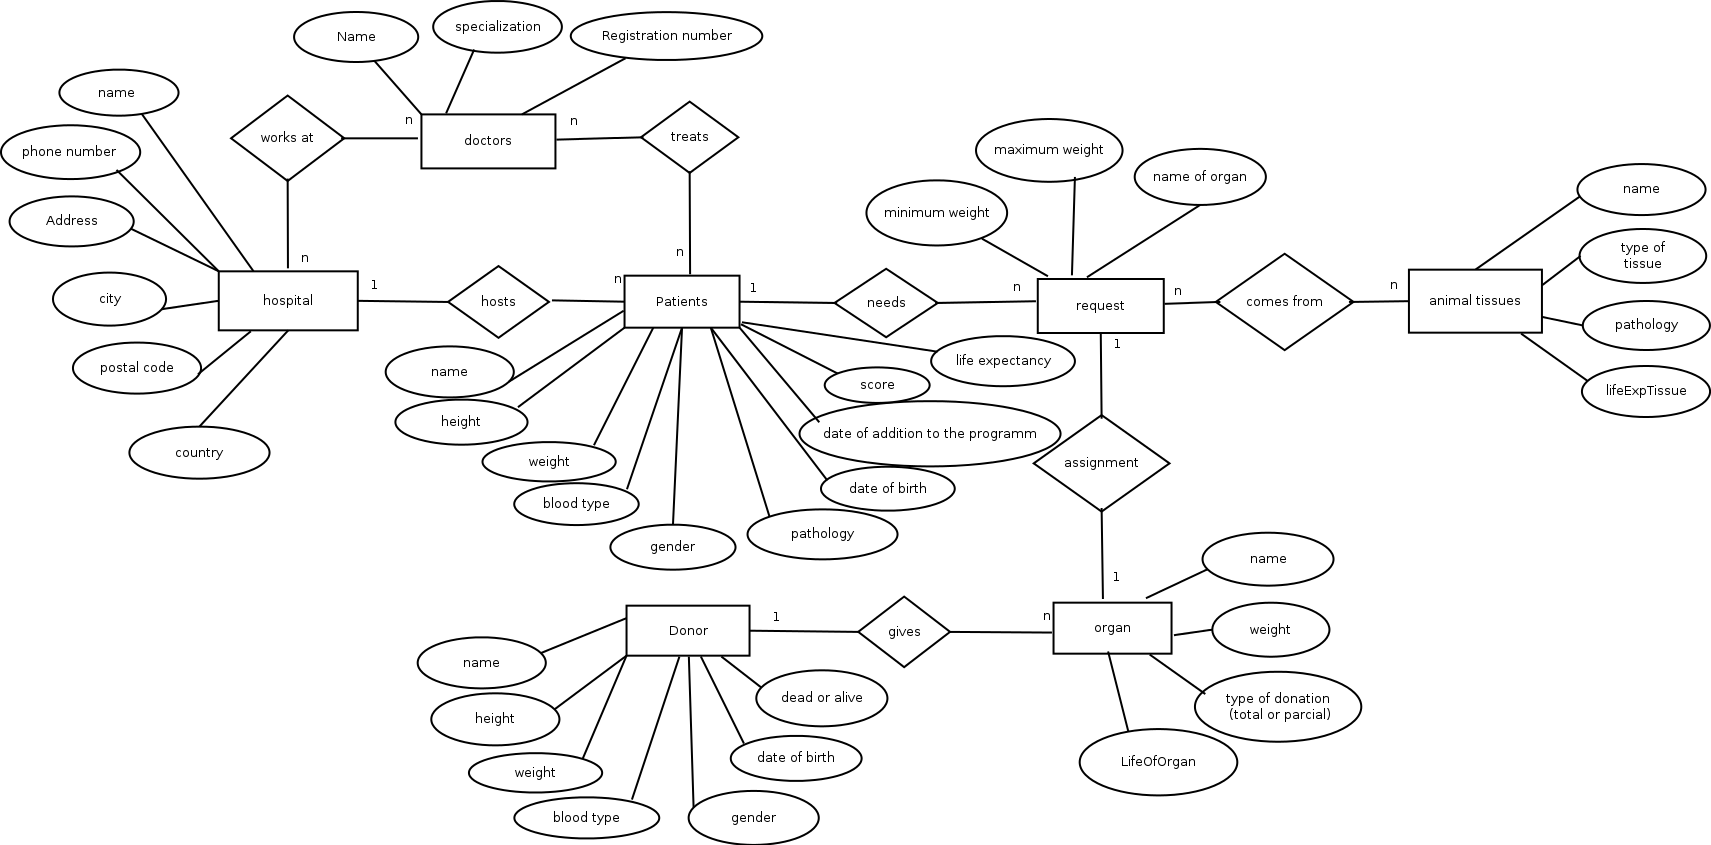 Name
specialization
Registration number
name
works at
n
doctors
n
treats
phone number
Address
n
n
city
hospital
1
hosts
n
Patients
1
needs
n
request
n
comes from
n
animal tissues
minimum weight
maximum weight
name of organ
name
type of
tissue
pathology
lifeExpTissue
postal code
country
name
height
weight
blood type
gender
pathology
date of birth
date of addition to the programm
score
life expectancy
1
assignment
1
Donor
1
gives
n
organ
name
weight
type of donation
(total or parcial)
LifeOfOrgan
name
height
weight
blood type
gender
date of birth
dead or alive